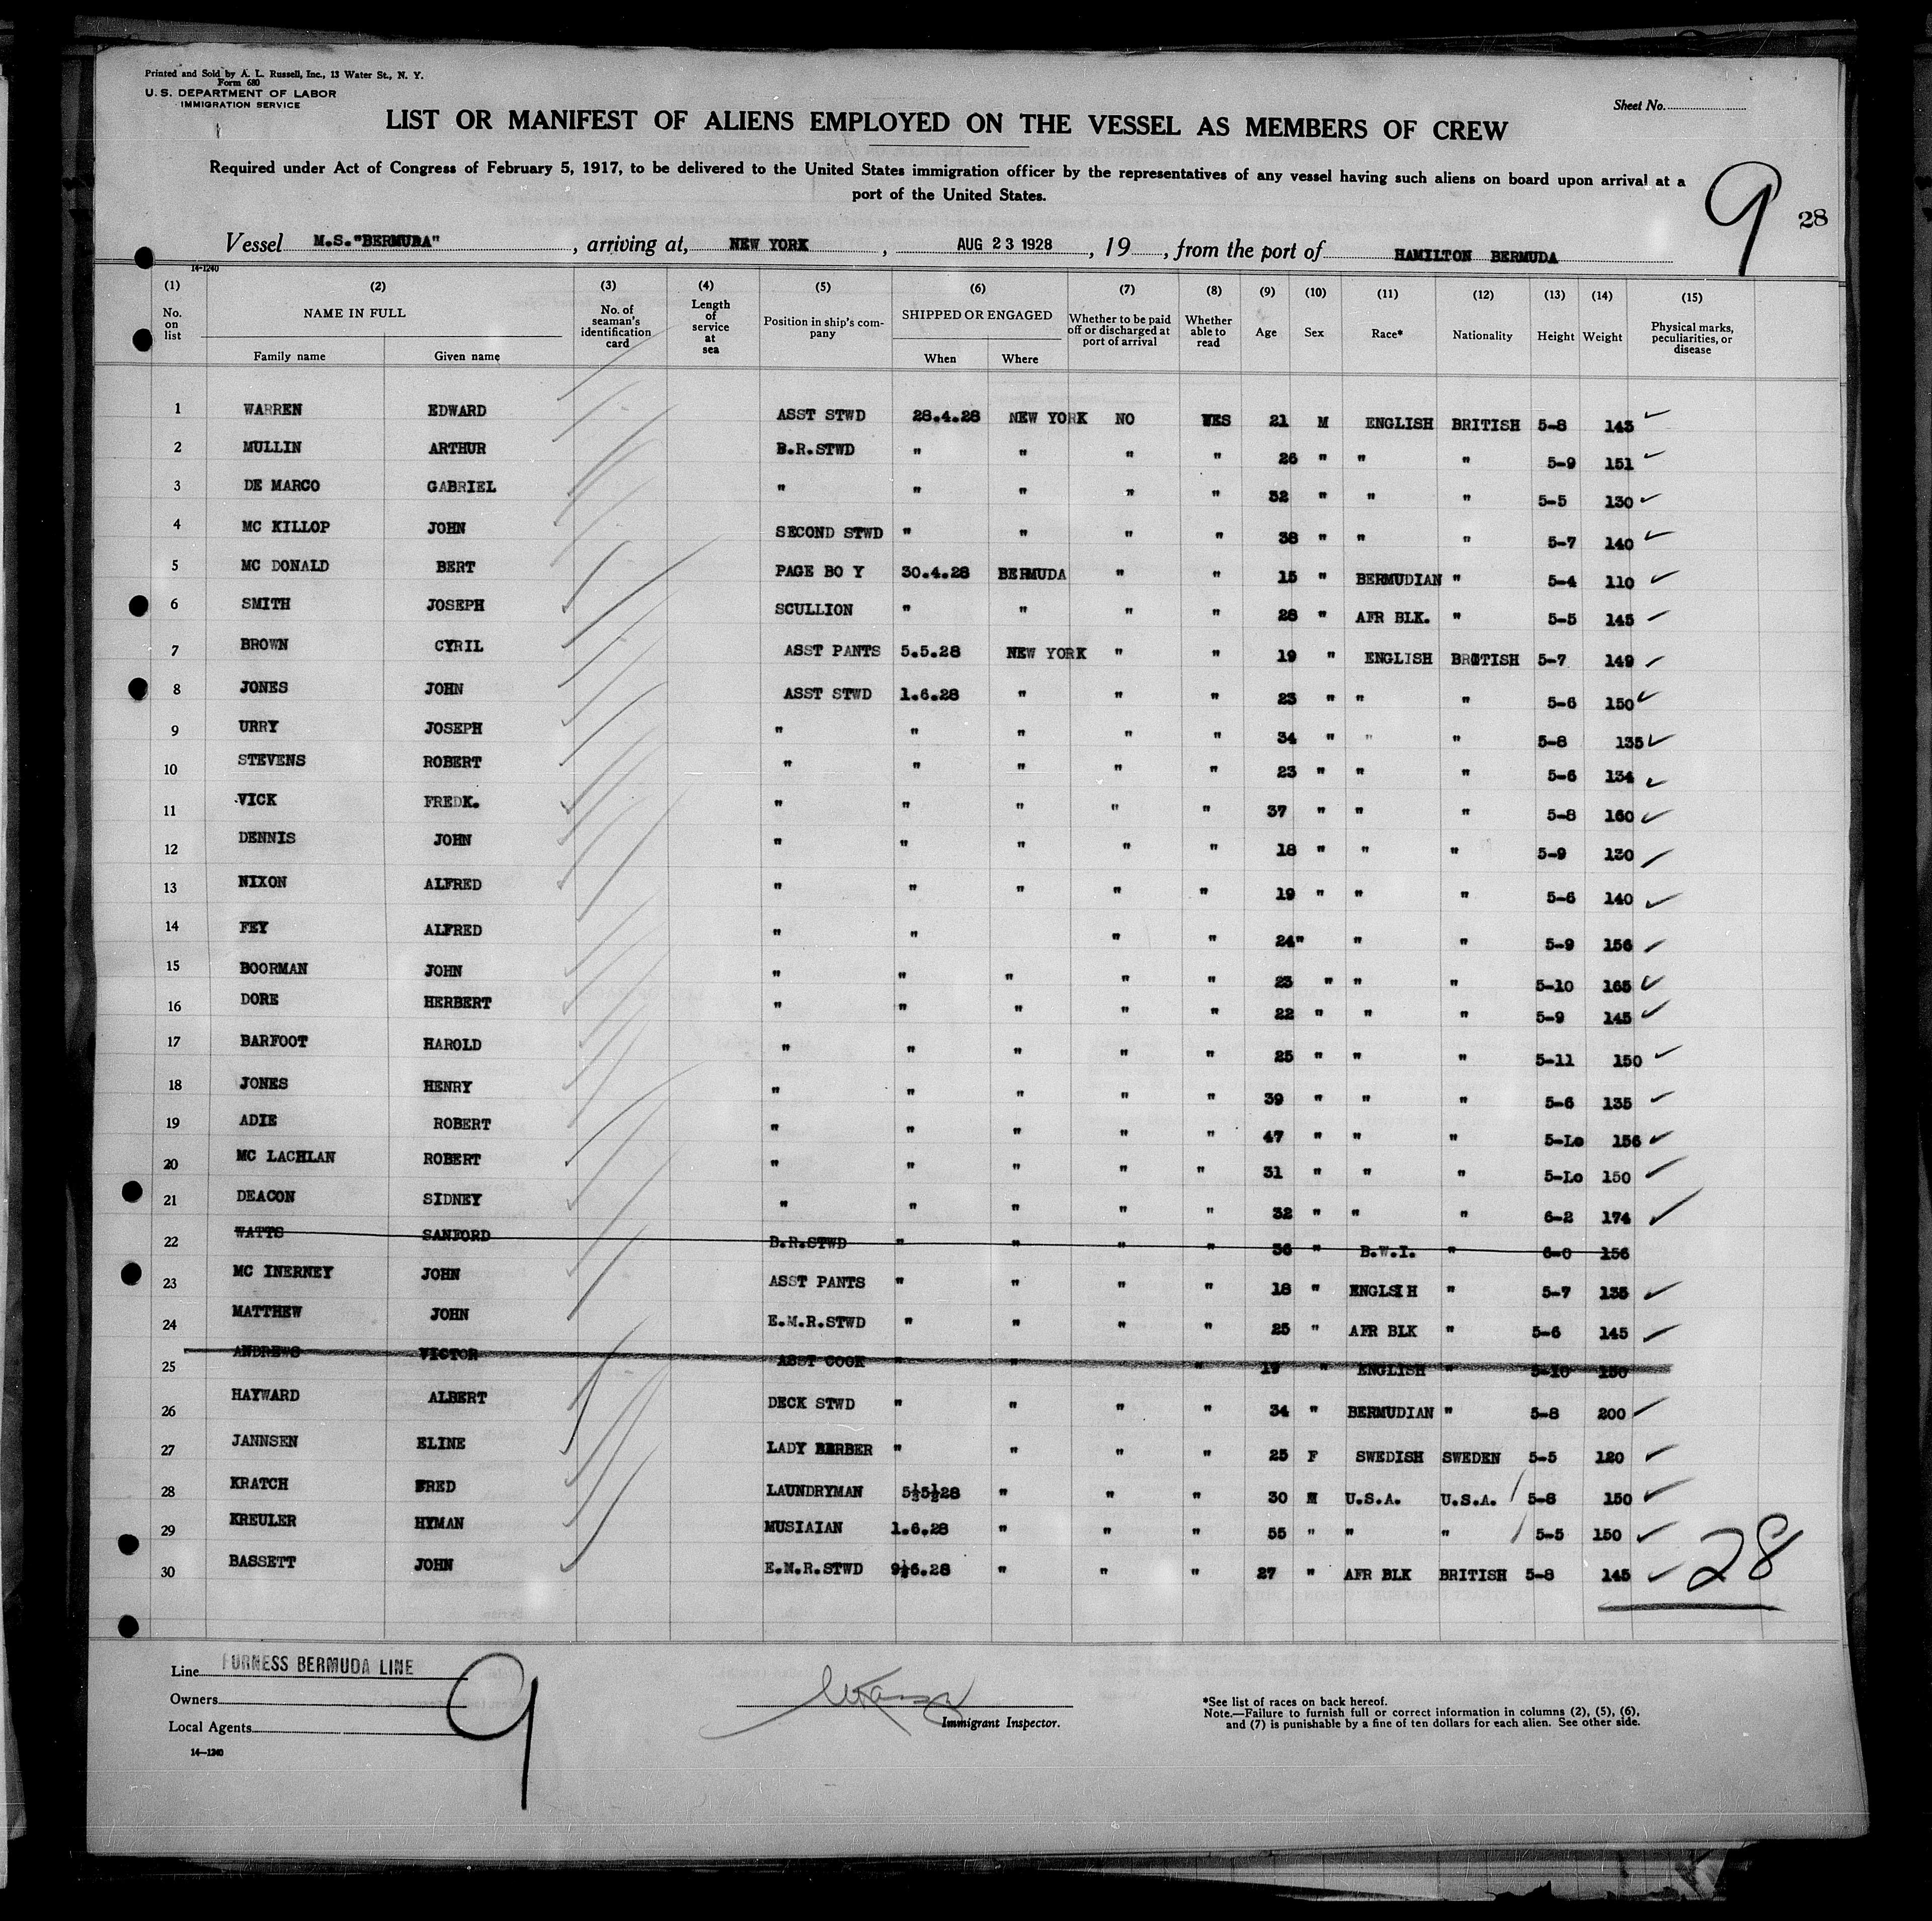 Printed and Sold by A. L. Russell, Inc., 13 Water St., N. Y.
Form 680
U. S. DEPARTMENT OF LABOR
IMMIGRATION SERVICE
Sheet No.
LIST OR MANIFEST OF ALIENS EMPLOYED ON THE VESSEL AS MEMBERS OF CREW
Required under Act of Congress of February 5, 1917, to be delivered to the United States immigration officer by the representatives of any vessel having such aliens on board upon arrival at a
port of the United States.
9 28
Vessel M.S."BERMUDA", arriving at, NEW YORK, AUG 23 1928, 19, from the port of HAMILTON BERMUDA
14-1240
(1) (2) (3) (4) (5) (6) (7) (8) (9) (10) (11) (12) (13) (14) (15)
No. on list NAME IN FULL Family name Given name No. of seaman's identification card Length of service at sea Position in ship's company SHIPPED OR ENGAGED When Where Whether to be paid off or discharged at port of arrival Whether able to read Age Sex Race* Nationality Height Weight Physical marks, peculiarities, or disease
1 WARREN EDWARD ASST STWD 28.4.28 NEW YORK NO YES 21 M ENGLISH BRITISH 5-8 143
2 MULLIN ARTHUR B.R.STWD " " " " 26 " " " 5-9 151
3 DE MARCO GABRIEL " " " " " 32 " " " 5-5 130
4 MC KILLOP JOHN SECOND STWD " " " " 38 " " " 5-7 140
5 MC DONALD BERT PAGE BO Y 30.4.28 BERMUDA " " 15 " BERMUDIAN " 5-4 110
6 SMITH JOSEPH SCULLION " " " " 28 " AFR BLK. " 5-5 145
7 BROWN CYRIL ASST PANTS 5.5.28 NEW YORK " " 19 " ENGLISH BRITISH 5-7 149
8 JONES JOHN ASST STWD 1.6.28 " " " 23 " " " 5-6 150
9 URRY JOSEPH " " " " " 34 " " " 5-8 135
10 STEVENS ROBERT " " " " " 23 " " " 5-6 134
11 VICK FREDK. " " " " " 37 " " " 5-8 160
12 DENNIS JOHN " " " " " 18 " " " 5-9 130
13 NIXON ALFRED " " " " " 19 " " " 5-6 140
14 FEY ALFRED " " " " 24 " " " 5-9 156
15 BOORMAN JOHN " " " " " 23 " " " 5-10 165
16 DORE HERBERT " " " " " 22 " " " 5-9 145
17 BARFOOT HAROLD " " " " " 25 " " " 5-11 150
18 JONES HENRY " " " " " 39 " " " 5-6 135
19 ADIE ROBERT " " " " " 47 " " " 5-Lo 156
20 MC LACHLAN ROBERT " " " " " 31 " " " 5-Lo 150
21 DEACON SIDNEY " " " " " 32 " " " 6-2 174
22 WATTS SANFORD B.R.STWD " " " " 36 " B.W.I. " 6-0 156
23 MC INERNEY JOHN ASST PANTS " " " " 18 " ENGLSIH " 5-7 135
24 MATTHEW JOHN E.M.R.STWD " " " " 25 " AFR BLK " 5-6 145
25 ANDREWS VICTOR ASST COOK " " " 19 " ENGLISH " 5-10 150
26 HAYWARD ALBERT DECK STWD " " " " 34 " BERMUDIAN " 5-8 200
27 JANNSEN ELINE LADY BARBER " " " " 25 F SWEDISH SWEDEN 5-5 120
28 KRATCH FRED LAUNDRYMAN 5½5½28 " " " 30 M U.S.A. U.S.A. 5-8 150
29 KREULER HYMAN MUSIAIAN 1.6.28 " " " 55 " " " 5-5 150
30 BASSETT JOHN E.M.R.STWD 9½6.28 " " " 27 " AFR BLK BRITISH 5-8 145
28
Line FURNESS BERMUDA LINE
Owners
Local Agents
9
Immigrant Inspector.
*See list of races on back hereof.
Note.—Failure to furnish full or correct information in columns (2), (5), (6),
and (7) is punishable by a fine of ten dollars for each alien. See other side.
14-1240